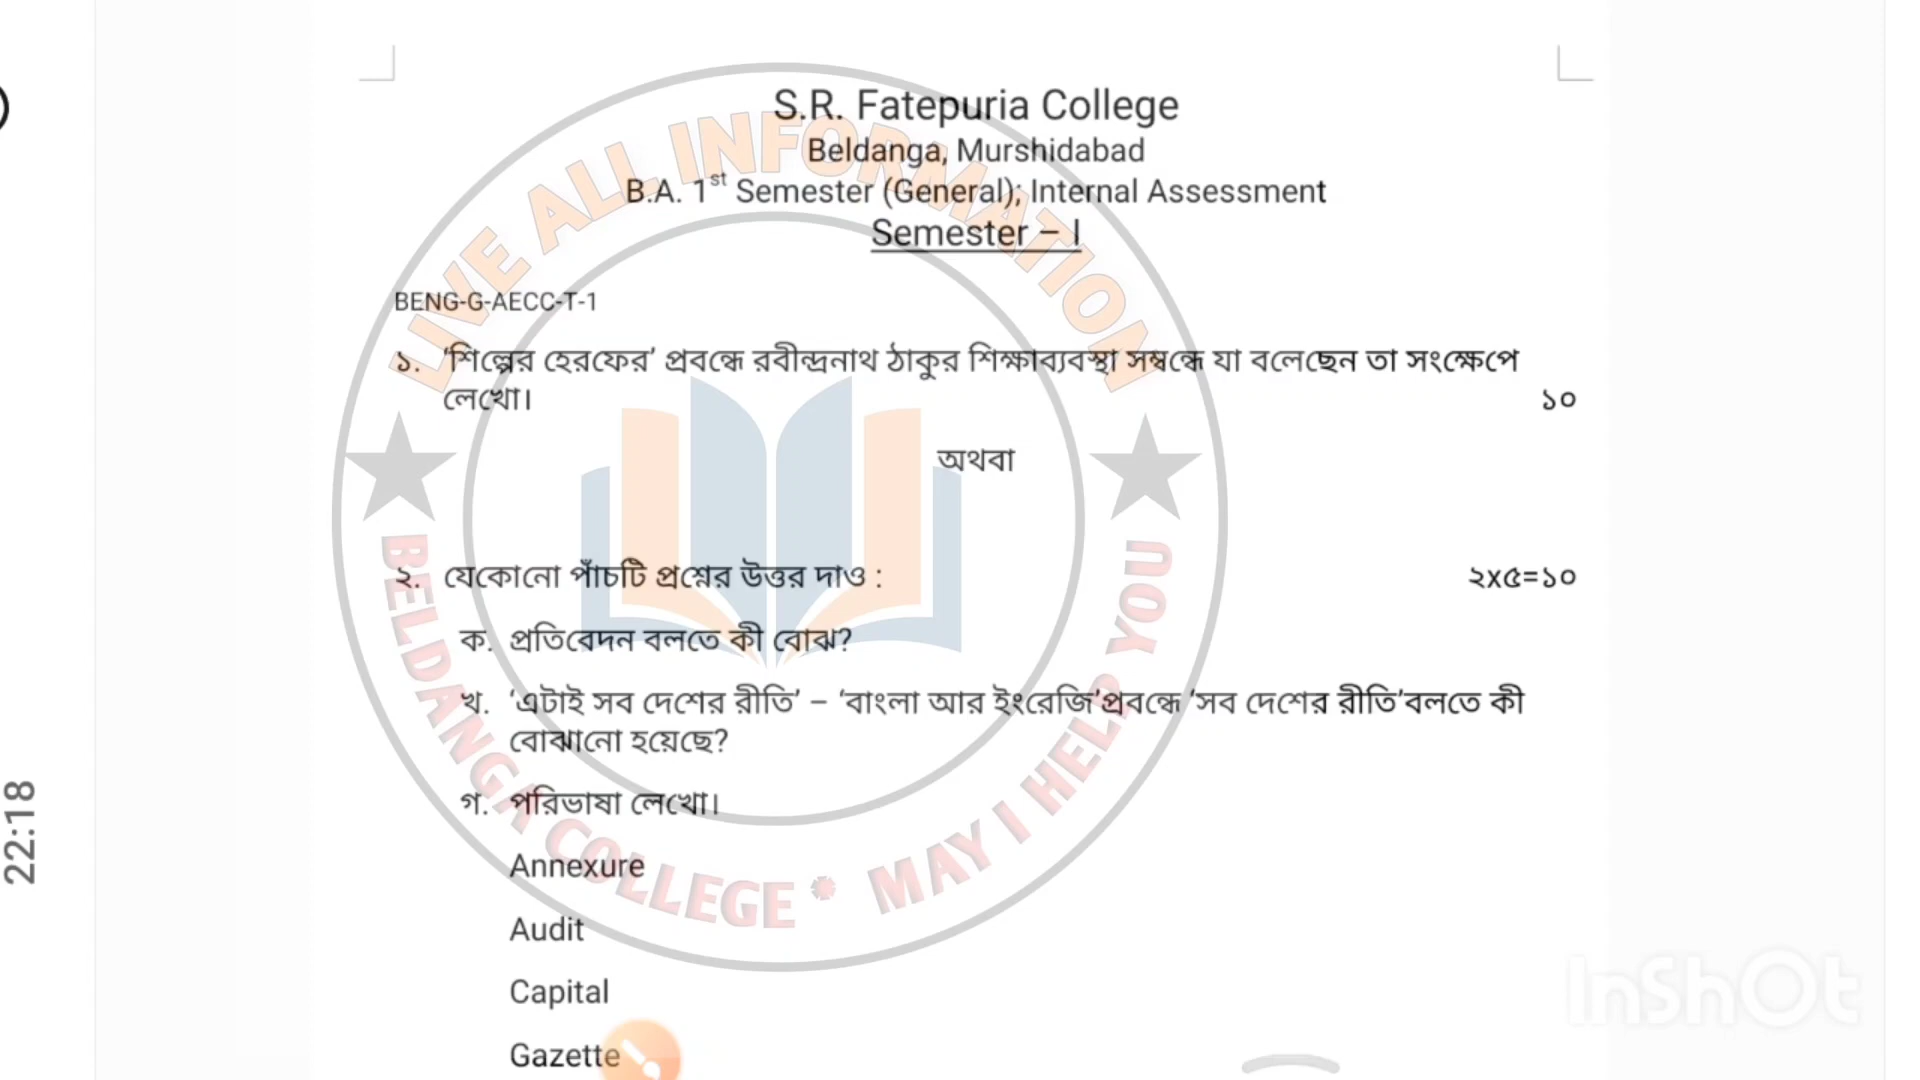 S.R. Fatepuria College
Beldanga, Murshidabad
B.A. 1st Semester (General); Internal Assessment
Semester – I
BENG-G-AECC-T-1
১. 'শিল্পের হেরফের' প্রবন্ধে রবীন্দ্রনাথ ঠাকুর শিক্ষাব্যবস্থা সম্বন্ধে যা বলেছেন তা সংক্ষেপে
লেখো। ১০
অথবা
২. যেকোনো পাঁচটি প্রশ্নের উত্তর দাও : ২x৫=১০
ক. প্রতিবেদন বলতে কী বোঝ?
খ. 'এটাই সব দেশের রীতি' – 'বাংলা আর ইংরেজি'প্রবন্ধে 'সব দেশের রীতি'বলতে কী
বোঝানো হয়েছে?
গ. পরিভাষা লেখো।
Annexure
Audit
Capital
Gazette
LIVE ALL INFORMATION
BELDANGA COLLEGE * MAY I HELP YOU
22:18
InShOt